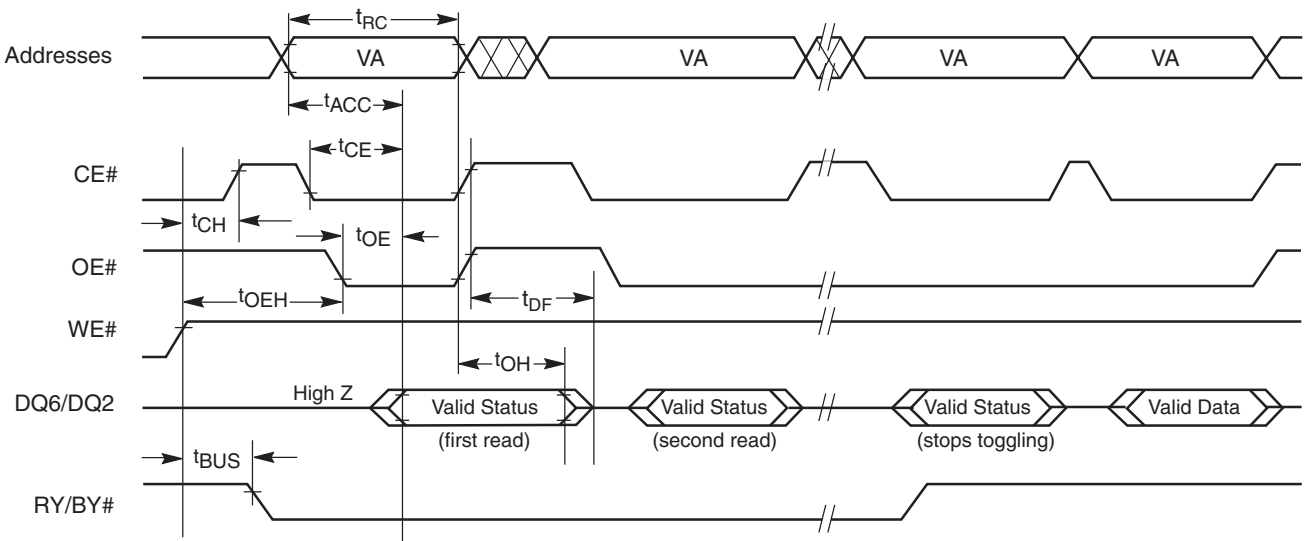 tRC
Addresses VA VA VA VA
tACC
tCE
CE#
tCH
tOE
OE#
tOEH
tDF
WE#
tOH
High Z
DQ6/DQ2 Valid Status Valid Status Valid Status Valid Data
(first read) (second read) (stops toggling)
tBUS
RY/BY#